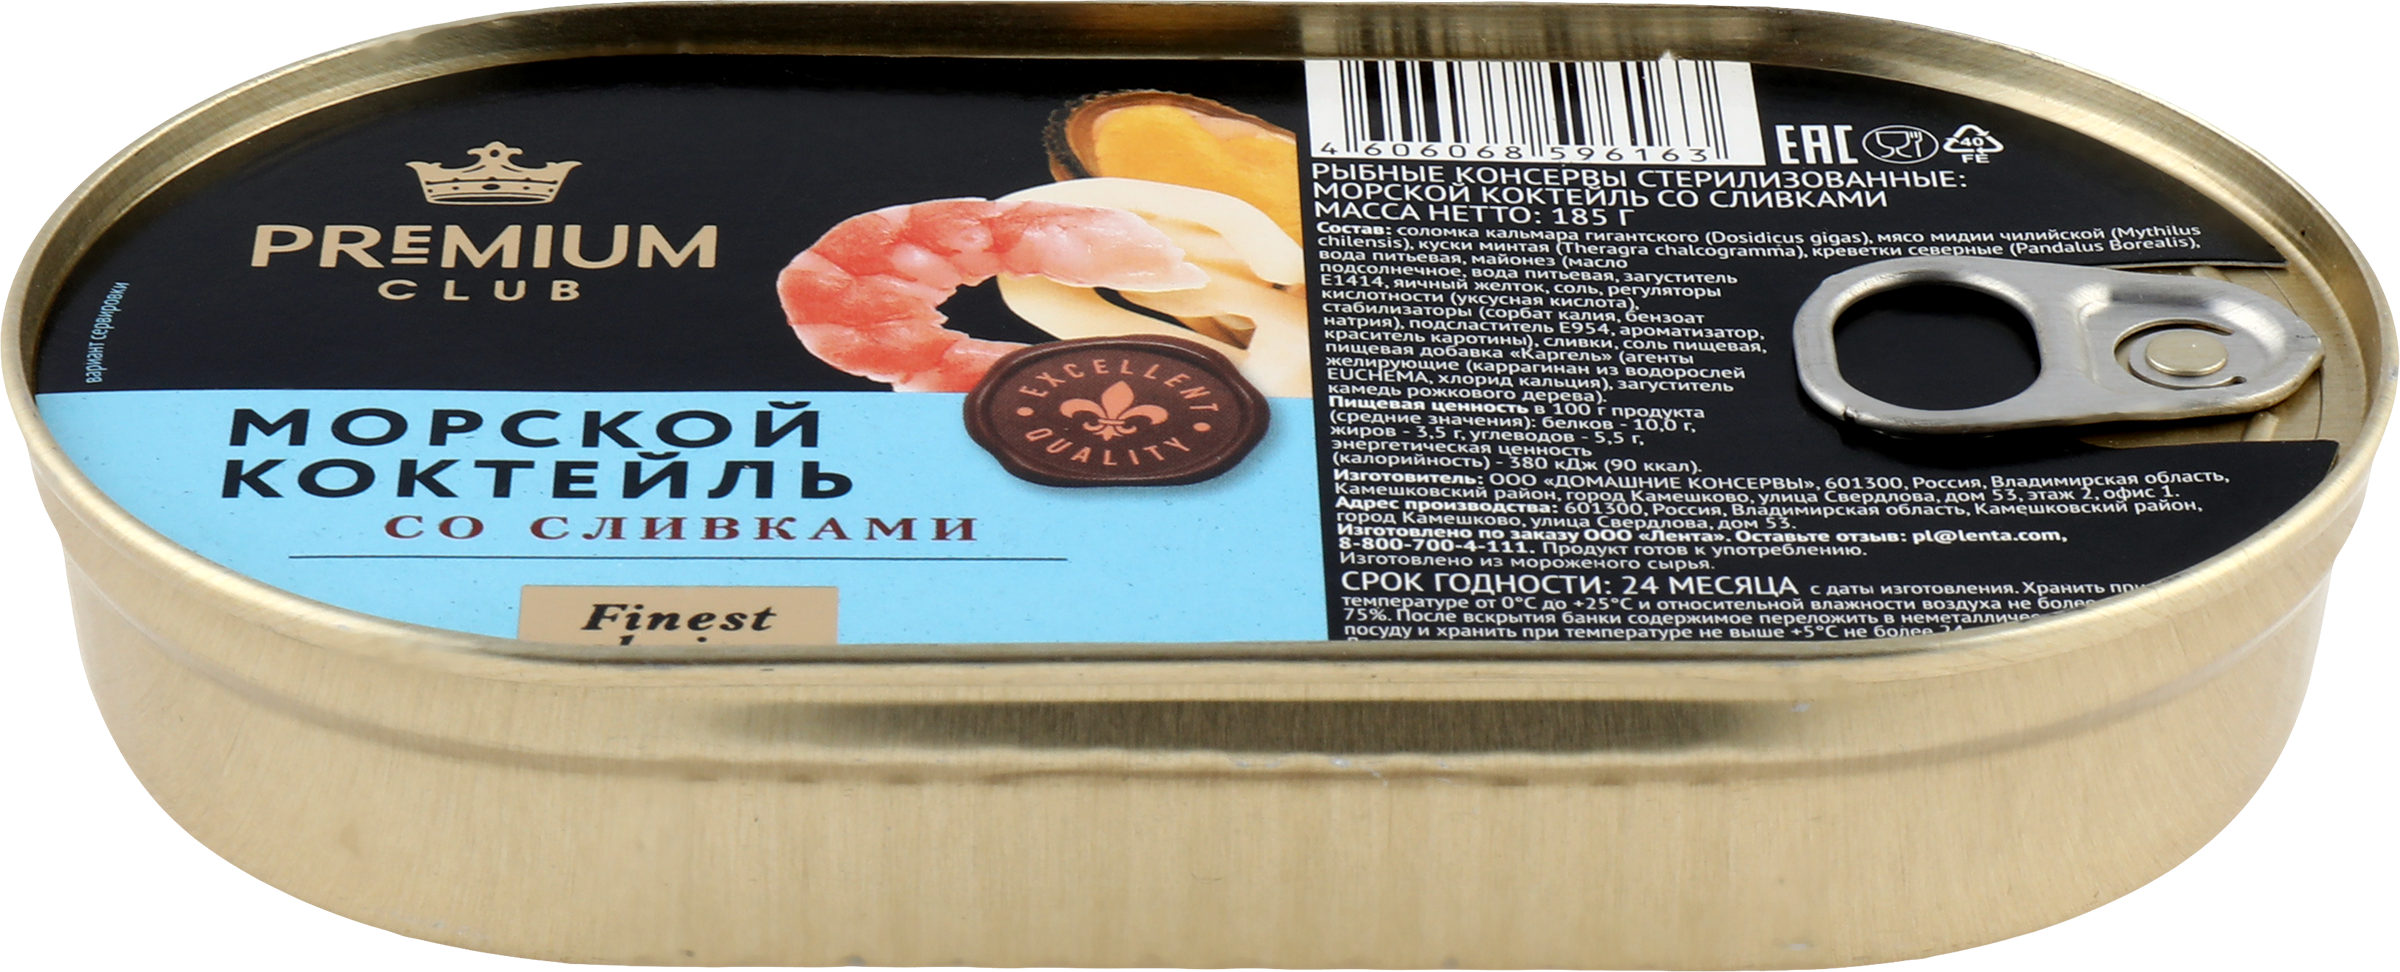 PREMIUM
CLUB
вариант сервировки
EXCELLENT
QUALITY
МОРСКОЙ
КОКТЕЙЛЬ
СО СЛИВКАМИ
Finest
4 606068 596163
EAC
40
FE
РЫБНЫЕ КОНСЕРВЫ СТЕРИЛИЗОВАННЫЕ:
МОРСКОЙ КОКТЕЙЛЬ СО СЛИВКАМИ
МАССА НЕТТО: 185 Г
Состав: соломка кальмара гигантского (Dosidicus gigas), мясо мидии чилийской (Mythilus
chilensis), куски минтая (Theragra chalcogramma), креветки северные (Pandalus Borealis),
вода питьевая, майонез (масло
подсолнечное, вода питьевая, загуститель
Е1414, яичный желток, соль, регуляторы
кислотности (уксусная кислота),
стабилизаторы (сорбат калия, бензоат
натрия), подсластитель Е954, ароматизатор,
краситель каротины), сливки, соль пищевая,
пищевая добавка «Каргель» (агенты
желирующие (каррагинан из водорослей
EUCHEMA, хлорид кальция), загуститель
камедь рожкового дерева).
Пищевая ценность в 100 г продукта
(средние значения): белков - 10,0 г,
жиров - 3,5 г, углеводов - 5,5 г,
энергетическая ценность
(калорийность) - 380 кДж (90 ккал).
Изготовитель: ООО «ДОМАШНИЕ КОНСЕРВЫ», 601300, Россия, Владимирская область,
Камешковский район, город Камешково, улица Свердлова, дом 53, этаж 2, офис 1.
Адрес производства: 601300, Россия, Владимирская область, Камешковский район,
город Камешково, улица Свердлова, дом 53.
Изготовлено по заказу ООО «Лента». Оставьте отзыв: pl@lenta.com,
8-800-700-4-111. Продукт готов к употреблению.
Изготовлено из мороженого сырья.
СРОК ГОДНОСТИ: 24 МЕСЯЦА с даты изготовления. Хранить при
температуре от 0°С до +25°С и относительной влажности воздуха не более
75%. После вскрытия банки содержимое переложить в неметаллическую
посуду и хранить при температуре не выше +5°С не более 24